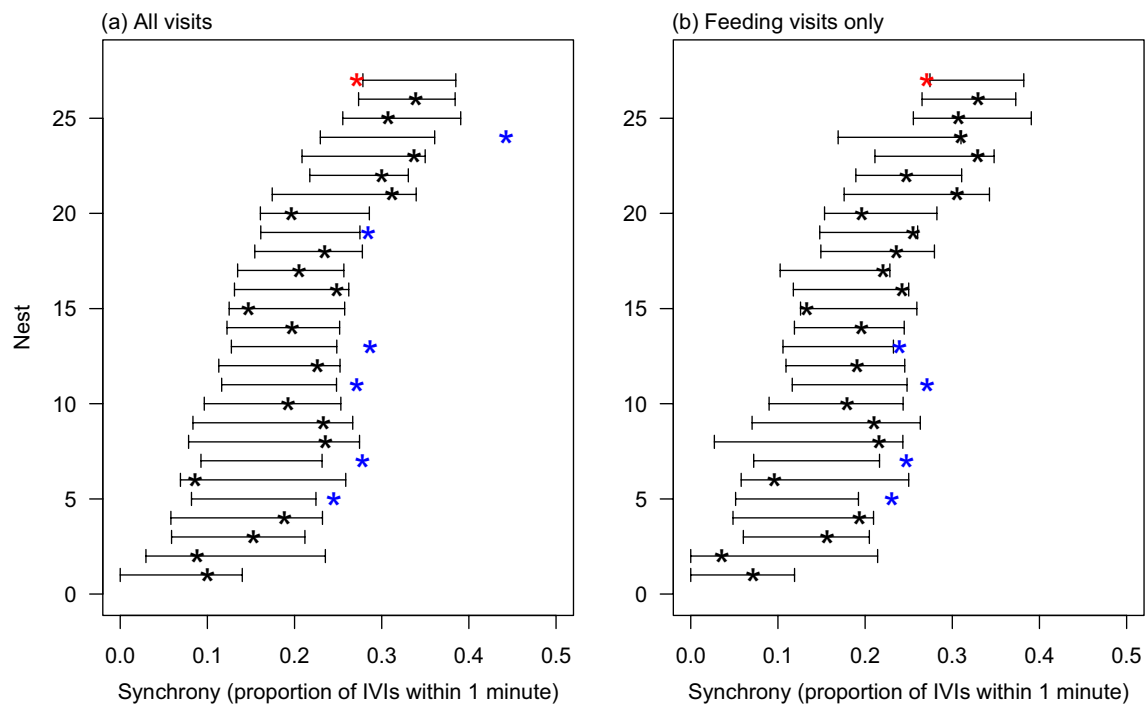 (a) All visits
(b) Feeding visits only
Nest
25
20
15
10
5
0
25
20
15
10
5
0
0.0 0.1 0.2 0.3 0.4 0.5
0.0 0.1 0.2 0.3 0.4 0.5
Synchrony (proportion of IVIs within 1 minute)
Synchrony (proportion of IVIs within 1 minute)